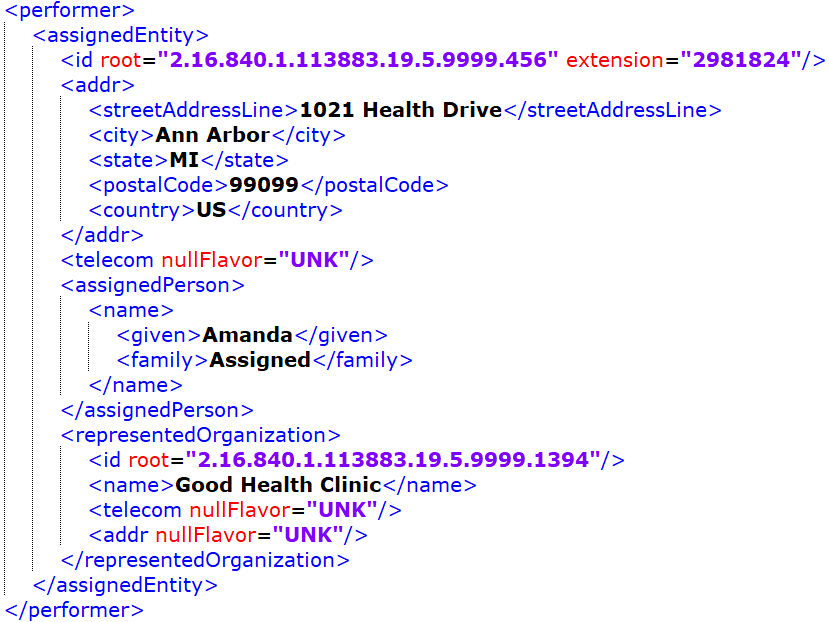 <performer>
<assignedEntity>
<id root="2.16.840.1.113883.19.5.9999.456" extension="2981824"/>
<addr>
<streetAddressLine>1021 Health Drive</streetAddressLine>
<city>Ann Arbor</city>
<state>MI</state>
<postalCode>99099</postalCode>
<country>US</country>
</addr>
<telecom nullFlavor="UNK"/>
<assignedPerson>
<name>
<given>Amanda</given>
<family>Assigned</family>
</name>
</assignedPerson>
<representedOrganization>
<id root="2.16.840.1.113883.19.5.9999.1394"/>
<name>Good Health Clinic</name>
<telecom nullFlavor="UNK"/>
<addr nullFlavor="UNK"/>
</representedOrganization>
</assignedEntity>
</performer>